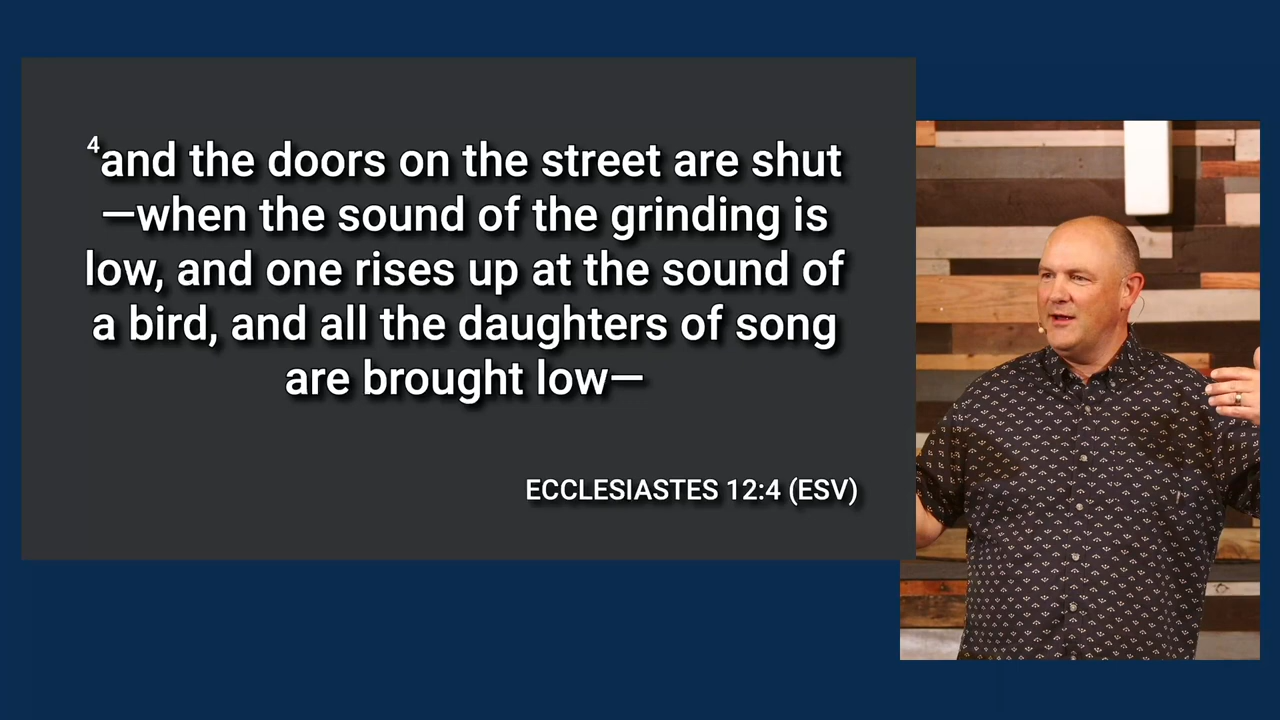 4and the doors on the street are shut
—when the sound of the grinding is
low, and one rises up at the sound of
a bird, and all the daughters of song
are brought low—
ECCLESIASTES 12:4 (ESV)